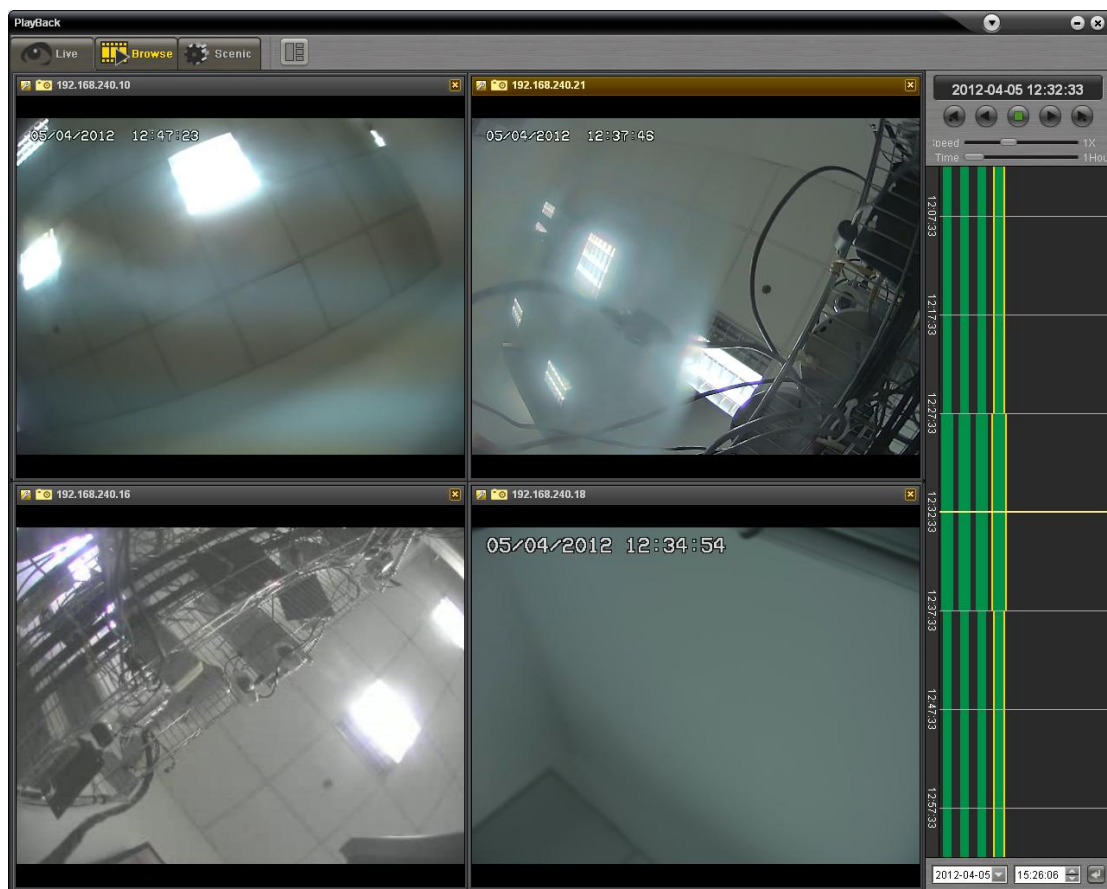 PlayBack
Live
Browse
Scenic
192.168.240.10
05/04/2012 12:47:23
192.168.240.21
05/04/2012 12:37:46
192.168.240.16
192.168.240.18
05/04/2012 12:34:54
2012-04-05 12:32:33
peed 1X
Time 1Hou
12:07:33
12:17:33
12:27:33
12:32:33
12:37:33
12:47:33
12:57:33
2012-04-05 15:26:06